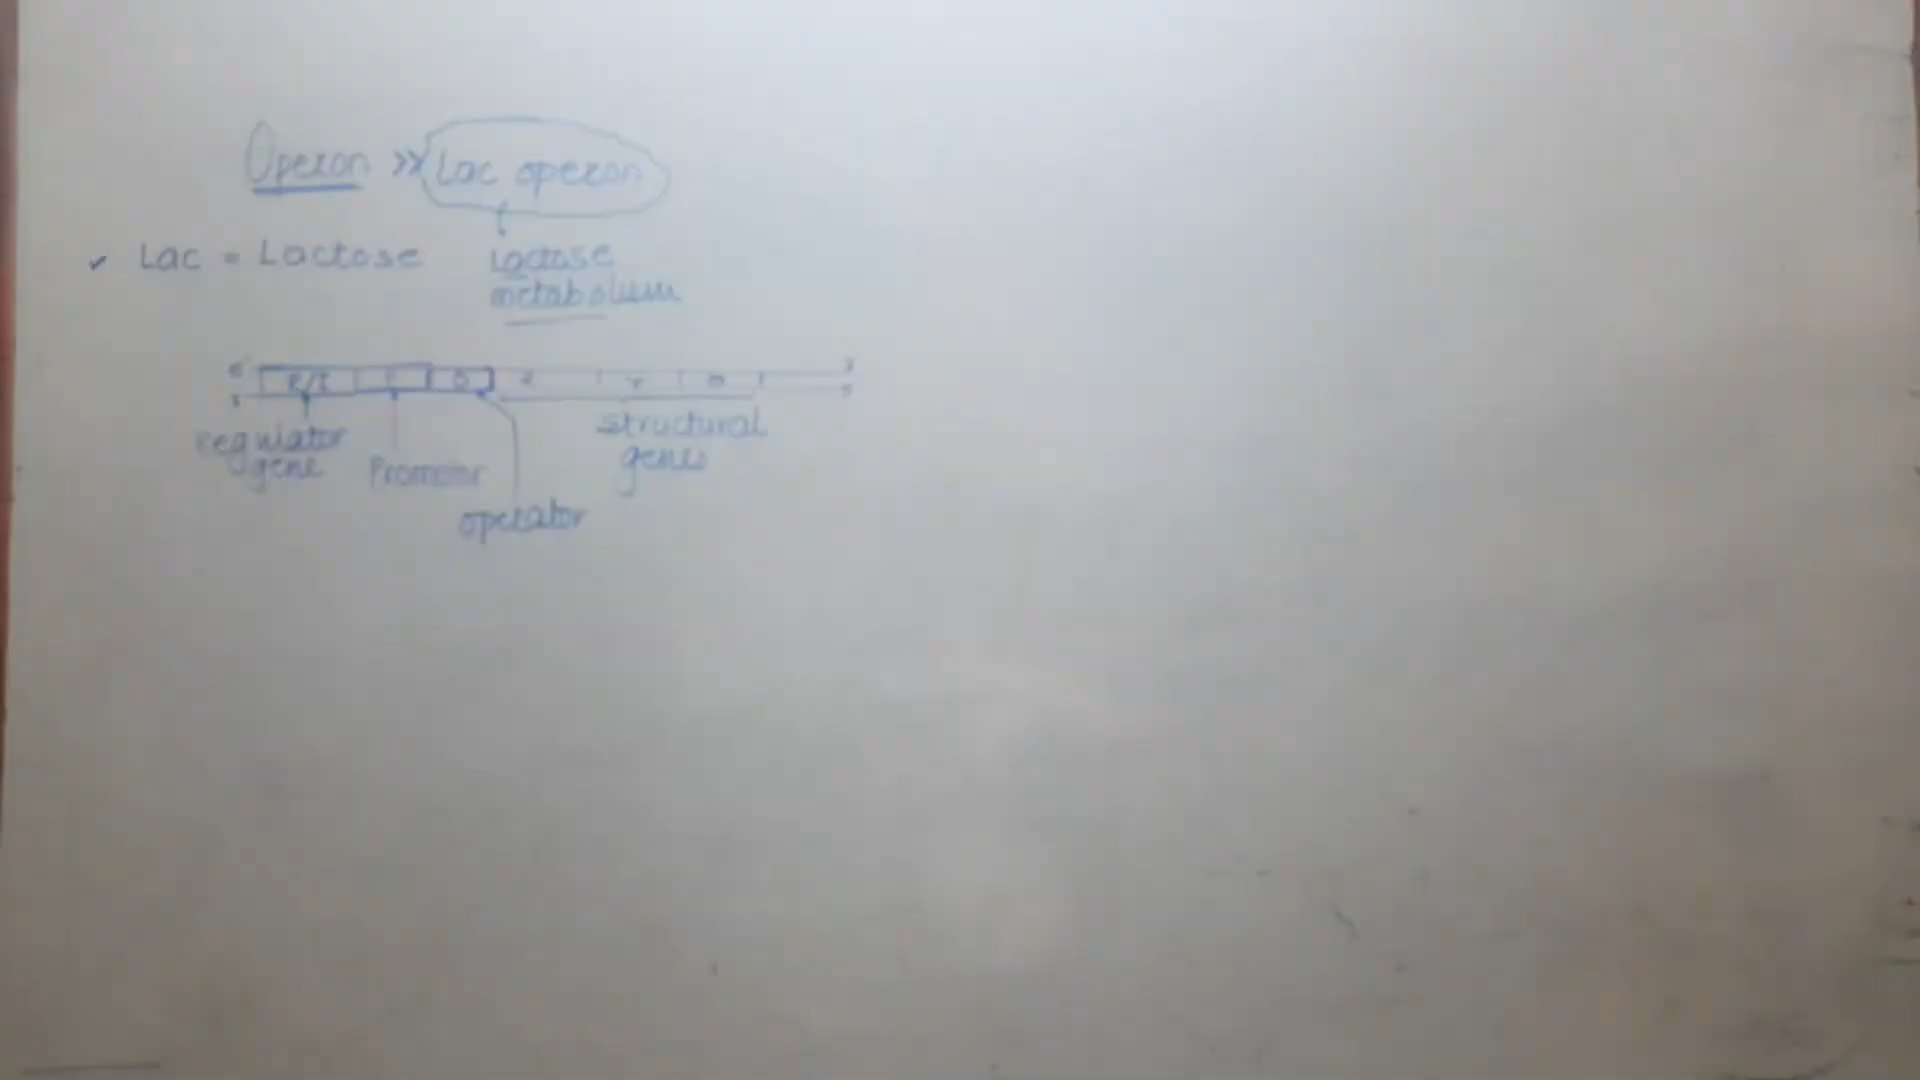 Operon >> Lac operon
✓ Lac = Lactose
Lactose
metabolism
R/I P O Z Y a
regulator
gene
Promoter
operator
structural
genes